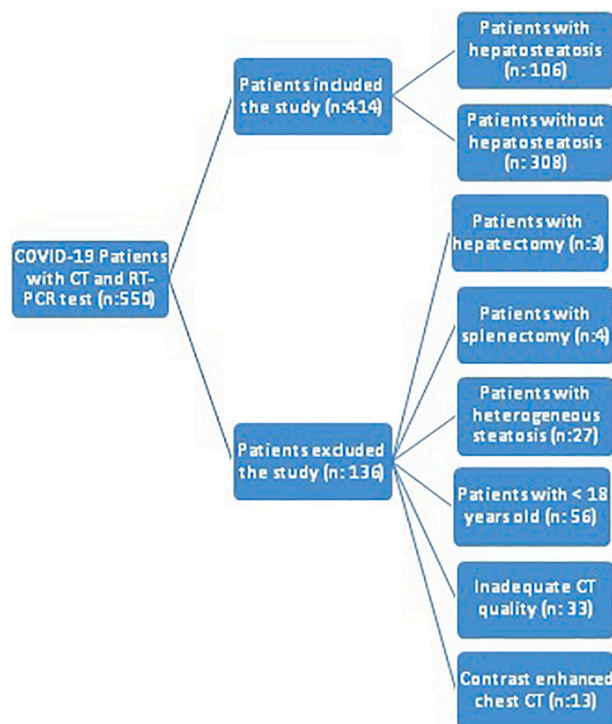 COVID-19 Patients
with CT and RT-
PCR test (n:550)
Patients included
the study (n:414)
Patients with
hepatosteatosis
(n: 106)
Patients without
hepatosteatosis
(n: 308)
Patients excluded
the study (n: 136)
Patients with
hepatectomy (n:3)
Patients with
splenectomy (n:4)
Patients with
heterogeneous
steatosis (n:27)
Patients with < 18
years old (n: 56)
Inadequate CT
quality (n: 33)
Contrast enhanced
chest CT (n:13)